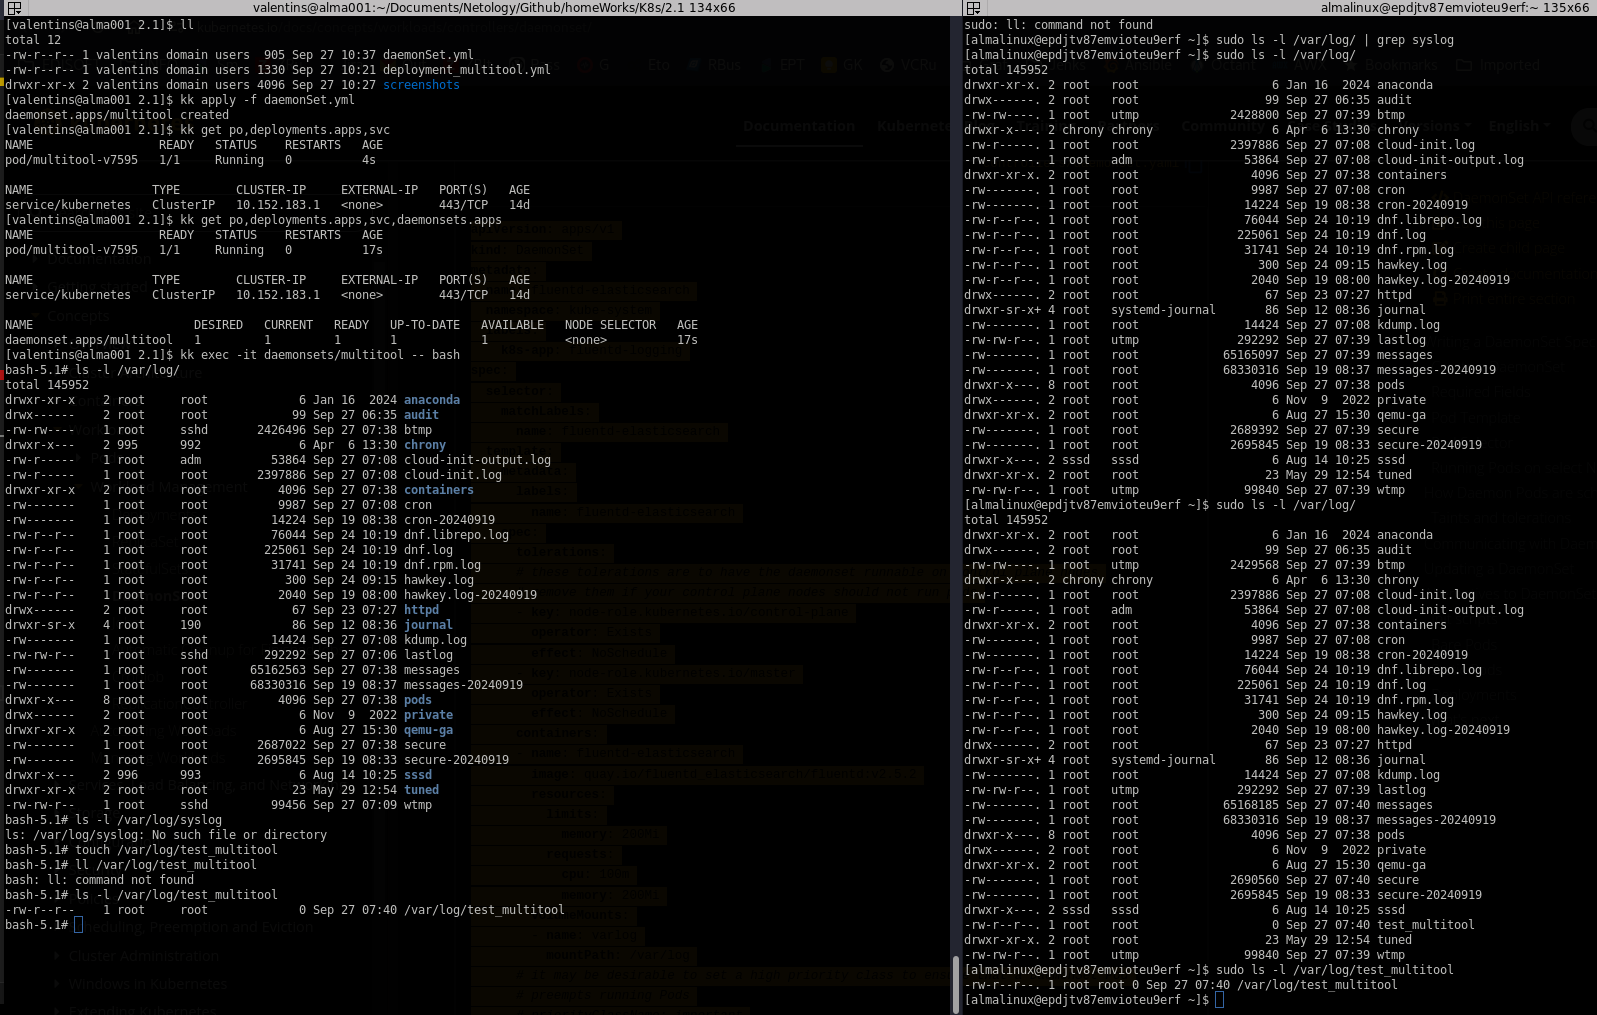 valentins@alma001:~/Documents/Netology/Github/homeWorks/K8s/2.1 134x66
[valentins@alma001 2.1]$ ll
total 12
-rw-r--r-- 1 valentins domain users  905 Sep 27 10:37 daemonSet.yml
-rw-r--r-- 1 valentins domain users 1330 Sep 27 10:21 deployment_multitool.yml
drwxr-xr-x 2 valentins domain users 4096 Sep 27 10:27 screenshots
[valentins@alma001 2.1]$ kk apply -f daemonSet.yml
daemonset.apps/multitool created
[valentins@alma001 2.1]$ kk get po,deployments.apps,svc
NAME                  READY   STATUS    RESTARTS   AGE
pod/multitool-v7595   1/1     Running   0          4s
NAME                 TYPE        CLUSTER-IP     EXTERNAL-IP   PORT(S)   AGE
service/kubernetes   ClusterIP   10.152.183.1   <none>        443/TCP   14d
[valentins@alma001 2.1]$ kk get po,deployments.apps,svc,daemonsets.apps
NAME                  READY   STATUS    RESTARTS   AGE
pod/multitool-v7595   1/1     Running   0          17s
NAME                 TYPE        CLUSTER-IP     EXTERNAL-IP   PORT(S)   AGE
service/kubernetes   ClusterIP   10.152.183.1   <none>        443/TCP   14d
NAME                       DESIRED   CURRENT   READY   UP-TO-DATE   AVAILABLE   NODE SELECTOR   AGE
daemonset.apps/multitool   1         1         1       1            1           <none>          17s
[valentins@alma001 2.1]$ kk exec -it daemonsets/multitool -- bash
bash-5.1# ls -l /var/log/
total 145952
drwxr-xr-x    2 root     root             6 Jan 16  2024 anaconda
drwx------    2 root     root            99 Sep 27 06:35 audit
-rw-rw----    1 root     sshd       2426496 Sep 27 07:38 btmp
drwxr-x---    2 995      992              6 Apr  6 13:30 chrony
-rw-r-----    1 root     adm          53864 Sep 27 07:08 cloud-init-output.log
-rw-r-----    1 root     root       2397886 Sep 27 07:08 cloud-init.log
drwxr-xr-x    2 root     root          4096 Sep 27 07:38 containers
-rw-------    1 root     root          9987 Sep 27 07:08 cron
-rw-------    1 root     root         14224 Sep 19 08:38 cron-20240919
-rw-r--r--    1 root     root         76044 Sep 24 10:19 dnf.librepo.log
-rw-r--r--    1 root     root        225061 Sep 24 10:19 dnf.log
-rw-r--r--    1 root     root         31741 Sep 24 10:19 dnf.rpm.log
-rw-r--r--    1 root     root           300 Sep 24 09:15 hawkey.log
-rw-r--r--    1 root     root          2040 Sep 19 08:00 hawkey.log-20240919
drwx------    2 root     root            67 Sep 23 07:27 httpd
drwxr-sr-x    4 root     190             86 Sep 12 08:36 journal
-rw-------    1 root     root         14424 Sep 27 07:08 kdump.log
-rw-rw-r--    1 root     sshd        292292 Sep 27 07:06 lastlog
-rw-------    1 root     root      65162563 Sep 27 07:38 messages
-rw-------    1 root     root      68330316 Sep 19 08:37 messages-20240919
drwxr-x---    8 root     root          4096 Sep 27 07:38 pods
drwx------    2 root     root             6 Nov  9  2022 private
drwxr-xr-x    2 root     root             6 Aug 27 15:30 qemu-ga
-rw-------    1 root     root       2687022 Sep 27 07:38 secure
-rw-------    1 root     root       2695845 Sep 19 08:33 secure-20240919
drwxr-x---    2 996      993              6 Aug 14 10:25 sssd
drwxr-xr-x    2 root     root            23 May 29 12:54 tuned
-rw-rw-r--    1 root     sshd         99456 Sep 27 07:09 wtmp
bash-5.1# ls -l /var/log/syslog
ls: /var/log/syslog: No such file or directory
bash-5.1# touch /var/log/test_multitool
bash-5.1# ll /var/log/test_multitool
bash: ll: command not found
bash-5.1# ls -l /var/log/test_multitool
-rw-r--r--    1 root     root             0 Sep 27 07:40 /var/log/test_multitool
bash-5.1#
almalinux@epdjtv87emvioteu9erf:~ 135x66
sudo: ll: command not found
[almalinux@epdjtv87emvioteu9erf ~]$ sudo ls -l /var/log/ | grep syslog
[almalinux@epdjtv87emvioteu9erf ~]$ sudo ls -l /var/log/
total 145952
drwxr-xr-x. 2 root   root                   6 Jan 16  2024 anaconda
drwx------. 2 root   root                  99 Sep 27 06:35 audit
-rw-rw----. 1 root   utmp             2428800 Sep 27 07:39 btmp
drwxr-x---. 2 chrony chrony                 6 Apr  6 13:30 chrony
-rw-r-----. 1 root   root             2397886 Sep 27 07:08 cloud-init.log
-rw-r-----. 1 root   adm                53864 Sep 27 07:08 cloud-init-output.log
drwxr-xr-x. 2 root   root                4096 Sep 27 07:38 containers
-rw-------. 1 root   root                9987 Sep 27 07:08 cron
-rw-------. 1 root   root               14224 Sep 19 08:38 cron-20240919
-rw-r--r--. 1 root   root               76044 Sep 24 10:19 dnf.librepo.log
-rw-r--r--. 1 root   root              225061 Sep 24 10:19 dnf.log
-rw-r--r--. 1 root   root               31741 Sep 24 10:19 dnf.rpm.log
-rw-r--r--. 1 root   root                 300 Sep 24 09:15 hawkey.log
-rw-r--r--. 1 root   root                2040 Sep 19 08:00 hawkey.log-20240919
drwx------. 2 root   root                  67 Sep 23 07:27 httpd
drwxr-sr-x+ 4 root   systemd-journal       86 Sep 12 08:36 journal
-rw-------. 1 root   root               14424 Sep 27 07:08 kdump.log
-rw-rw-r--. 1 root   utmp              292292 Sep 27 07:39 lastlog
-rw-------. 1 root   root            65165097 Sep 27 07:39 messages
-rw-------. 1 root   root            68330316 Sep 19 08:37 messages-20240919
drwxr-x---. 8 root   root                4096 Sep 27 07:38 pods
drwx------. 2 root   root                   6 Nov  9  2022 private
drwxr-xr-x. 2 root   root                   6 Aug 27 15:30 qemu-ga
-rw-------. 1 root   root             2689392 Sep 27 07:39 secure
-rw-------. 1 root   root             2695845 Sep 19 08:33 secure-20240919
drwxr-x---. 2 sssd   sssd                   6 Aug 14 10:25 sssd
drwxr-xr-x. 2 root   root                  23 May 29 12:54 tuned
-rw-rw-r--. 1 root   utmp               99840 Sep 27 07:39 wtmp
[almalinux@epdjtv87emvioteu9erf ~]$ sudo ls -l /var/log/
total 145952
drwxr-xr-x. 2 root   root                   6 Jan 16  2024 anaconda
drwx------. 2 root   root                  99 Sep 27 06:35 audit
-rw-rw----. 1 root   utmp             2429568 Sep 27 07:39 btmp
drwxr-x---. 2 chrony chrony                 6 Apr  6 13:30 chrony
-rw-r-----. 1 root   root             2397886 Sep 27 07:08 cloud-init.log
-rw-r-----. 1 root   adm                53864 Sep 27 07:08 cloud-init-output.log
drwxr-xr-x. 2 root   root                4096 Sep 27 07:38 containers
-rw-------. 1 root   root                9987 Sep 27 07:08 cron
-rw-------. 1 root   root               14224 Sep 19 08:38 cron-20240919
-rw-r--r--. 1 root   root               76044 Sep 24 10:19 dnf.librepo.log
-rw-r--r--. 1 root   root              225061 Sep 24 10:19 dnf.log
-rw-r--r--. 1 root   root               31741 Sep 24 10:19 dnf.rpm.log
-rw-r--r--. 1 root   root                 300 Sep 24 09:15 hawkey.log
-rw-r--r--. 1 root   root                2040 Sep 19 08:00 hawkey.log-20240919
drwx------. 2 root   root                  67 Sep 23 07:27 httpd
drwxr-sr-x+ 4 root   systemd-journal       86 Sep 12 08:36 journal
-rw-------. 1 root   root               14424 Sep 27 07:08 kdump.log
-rw-rw-r--. 1 root   utmp              292292 Sep 27 07:39 lastlog
-rw-------. 1 root   root            65168185 Sep 27 07:40 messages
-rw-------. 1 root   root            68330316 Sep 19 08:37 messages-20240919
drwxr-x---. 8 root   root                4096 Sep 27 07:38 pods
drwx------. 2 root   root                   6 Nov  9  2022 private
drwxr-xr-x. 2 root   root                   6 Aug 27 15:30 qemu-ga
-rw-------. 1 root   root             2690560 Sep 27 07:40 secure
-rw-------. 1 root   root             2695845 Sep 19 08:33 secure-20240919
drwxr-x---. 2 sssd   sssd                   6 Aug 14 10:25 sssd
-rw-r--r--. 1 root   root                   0 Sep 27 07:40 test_multitool
drwxr-xr-x. 2 root   root                  23 May 29 12:54 tuned
-rw-rw-r--. 1 root   utmp               99840 Sep 27 07:39 wtmp
[almalinux@epdjtv87emvioteu9erf ~]$ sudo ls -l /var/log/test_multitool
-rw-r--r--. 1 root root 0 Sep 27 07:40 /var/log/test_multitool
[almalinux@epdjtv87emvioteu9erf ~]$